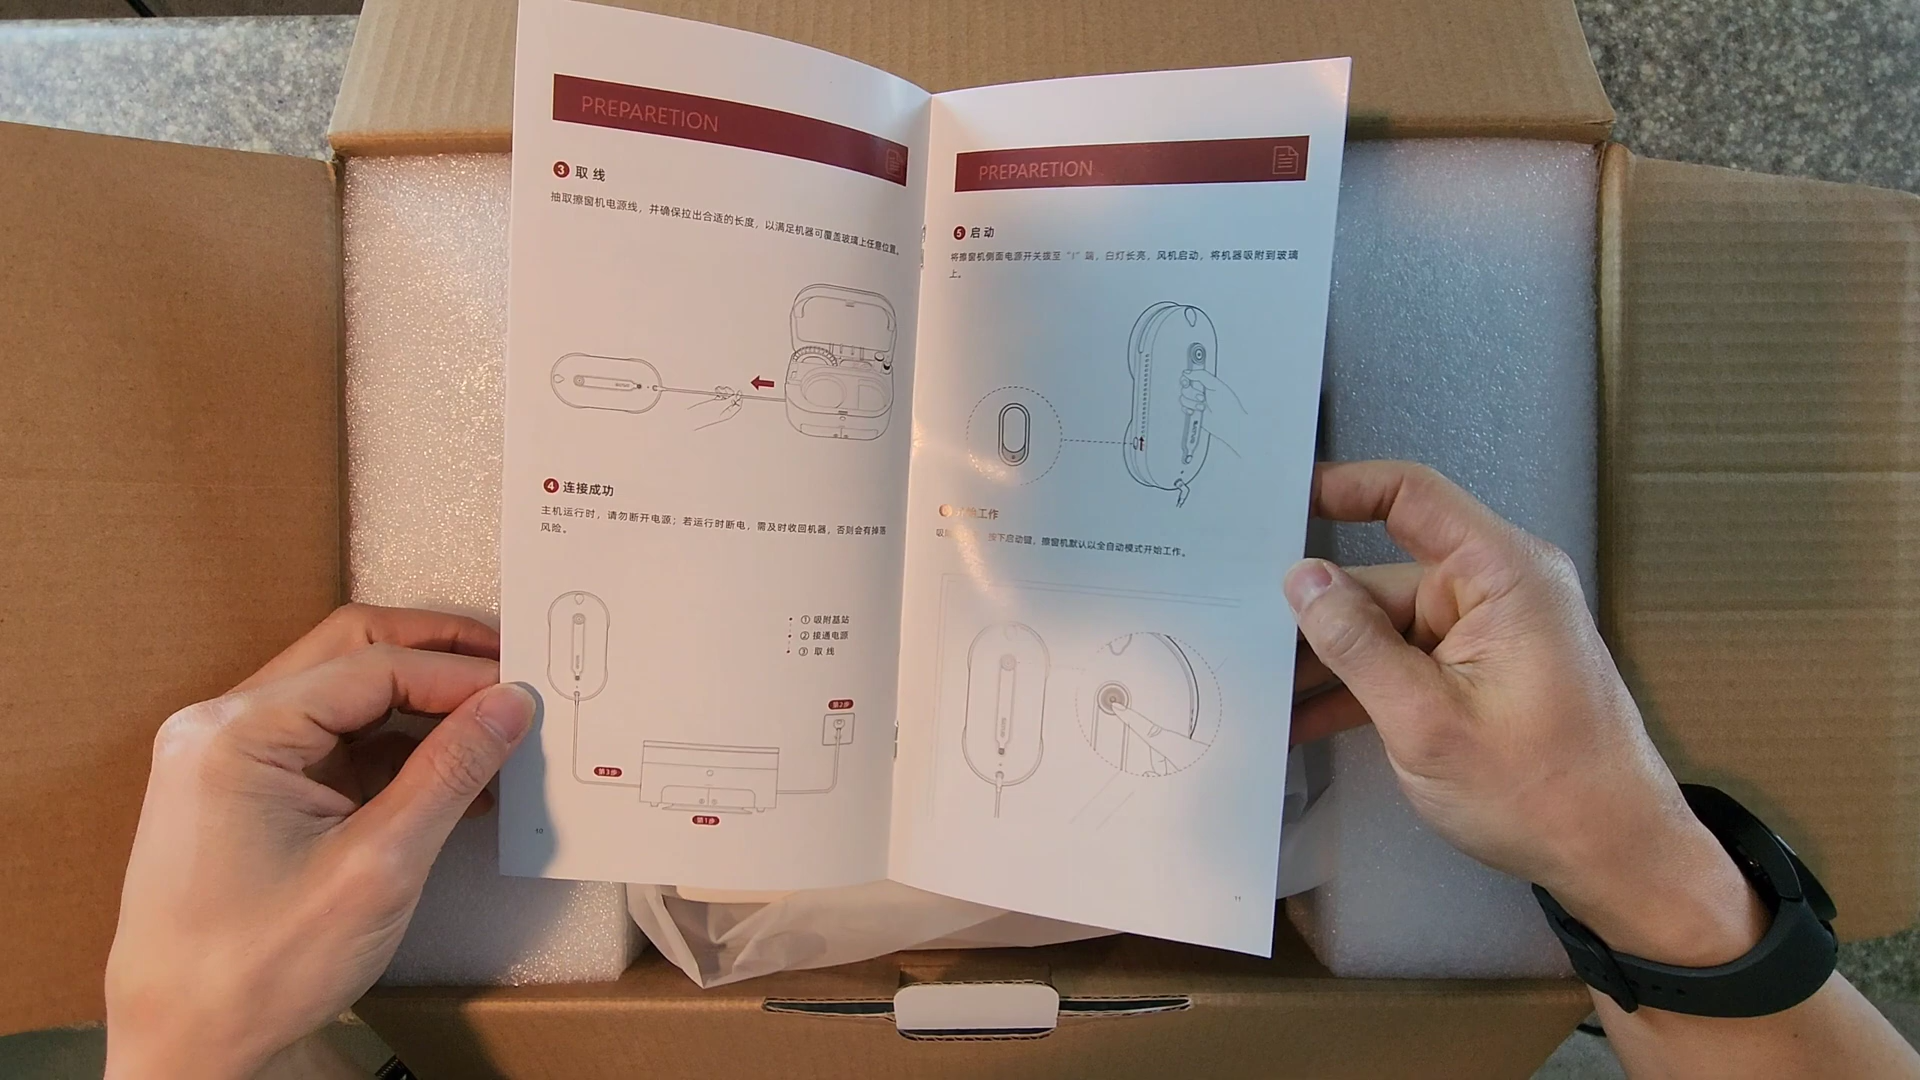 PREPARETION
3 取线
抽取擦窗机电源线，并确保拉出合适的长度，以满足机器可覆盖玻璃上任意位置。
4 连接成功
主机运行时，请勿断开电源；若运行时断电，需及时收回机器，否则会有掉落
风险。
① 吸附基站
② 接通电源
③ 取线
第2步
第3步
第1步
10
PREPARETION
5 启动
将擦窗机侧面电源开关拨至“I”端，白灯长亮，风机启动，将机器吸附到玻璃
上。
开始工作
按下启动键，擦窗机默认以全自动模式开始工作。
11